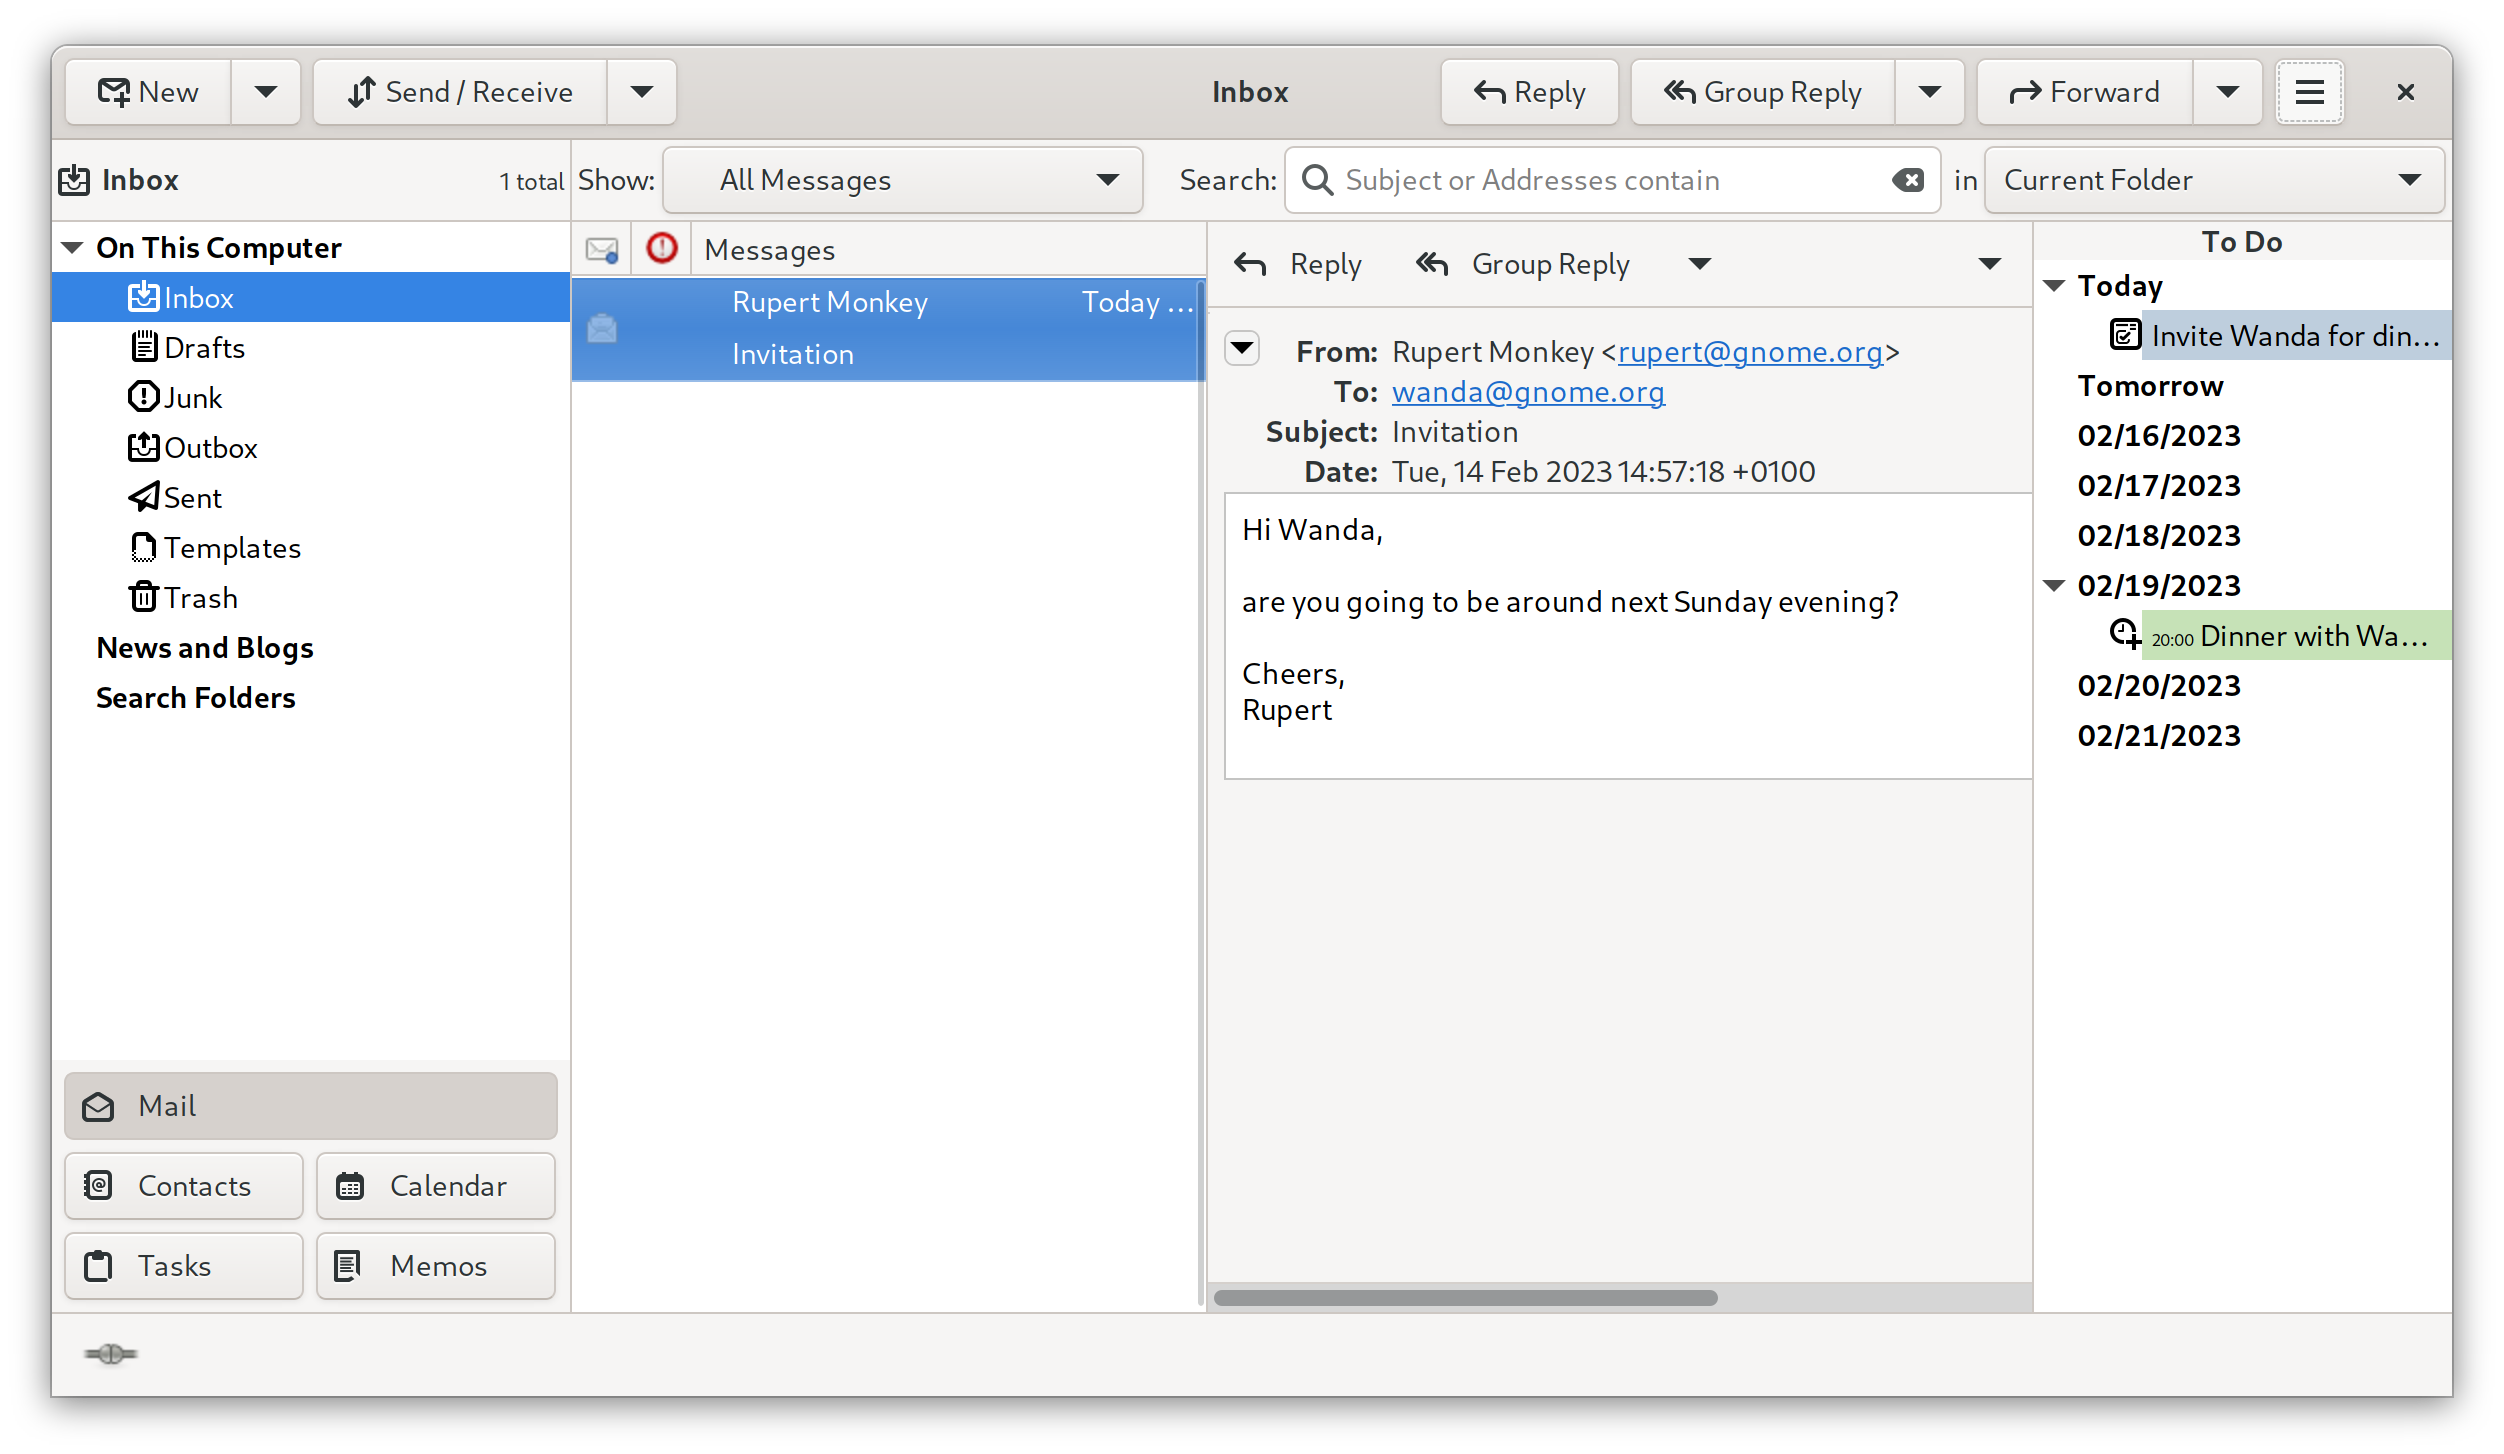 New
Send / Receive
Inbox
Reply
Group Reply
Forward
Inbox
1 total
Show:
All Messages
Search:
Subject or Addresses contain
in
Current Folder
On This Computer
Inbox
Drafts
Junk
Outbox
Sent
Templates
Trash
News and Blogs
Search Folders
Mail
Contacts
Calendar
Tasks
Memos
Messages
Rupert Monkey Today ...
Invitation
Reply
Group Reply
From: Rupert Monkey <rupert@gnome.org>
To: wanda@gnome.org
Subject: Invitation
Date: Tue, 14 Feb 2023 14:57:18 +0100
Hi Wanda,
are you going to be around next Sunday evening?
Cheers,
Rupert
To Do
Today
Invite Wanda for din...
Tomorrow
02/16/2023
02/17/2023
02/18/2023
02/19/2023
20:00 Dinner with Wa...
02/20/2023
02/21/2023